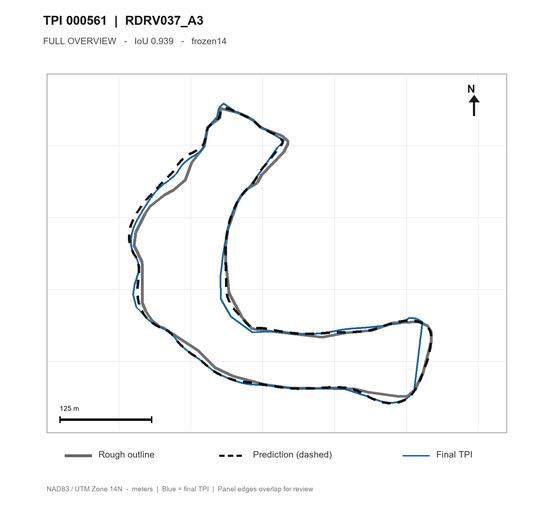 TPI 000561 | RDRV037_A3
FULL OVERVIEW - IoU 0.939 - frozen14
N
125 m
Rough outline
Prediction (dashed)
Final TPI
NAD83 / UTM Zone 14N - meters | Blue = final TPI | Panel edges overlap for review